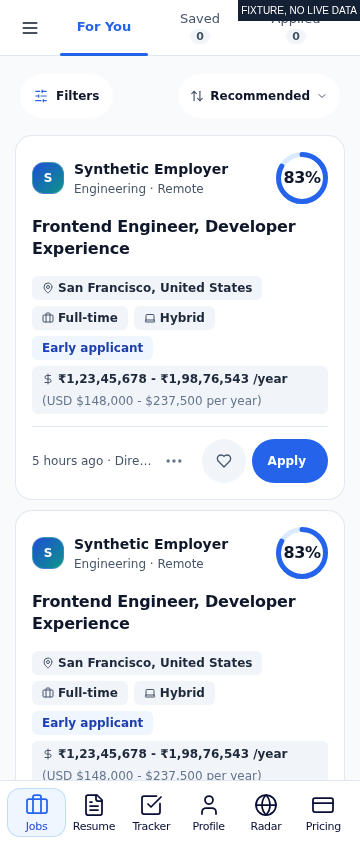 FIXTURE, NO LIVE DATA
For You
Saved
0
Applied
0
Filters
Recommended
S
Synthetic Employer
Engineering · Remote
83%
Frontend Engineer, Developer
Experience
San Francisco, United States
Full-time
Hybrid
Early applicant
$ ₹1,23,45,678 - ₹1,98,76,543 /year
(USD $148,000 - $237,500 per year)
5 hours ago · Dire…
Apply
S
Synthetic Employer
Engineering · Remote
83%
Frontend Engineer, Developer
Experience
San Francisco, United States
Full-time
Hybrid
Early applicant
$ ₹1,23,45,678 - ₹1,98,76,543 /year
(USD $148,000 - $237,500 per year)
Jobs
Resume
Tracker
Profile
Radar
Pricing